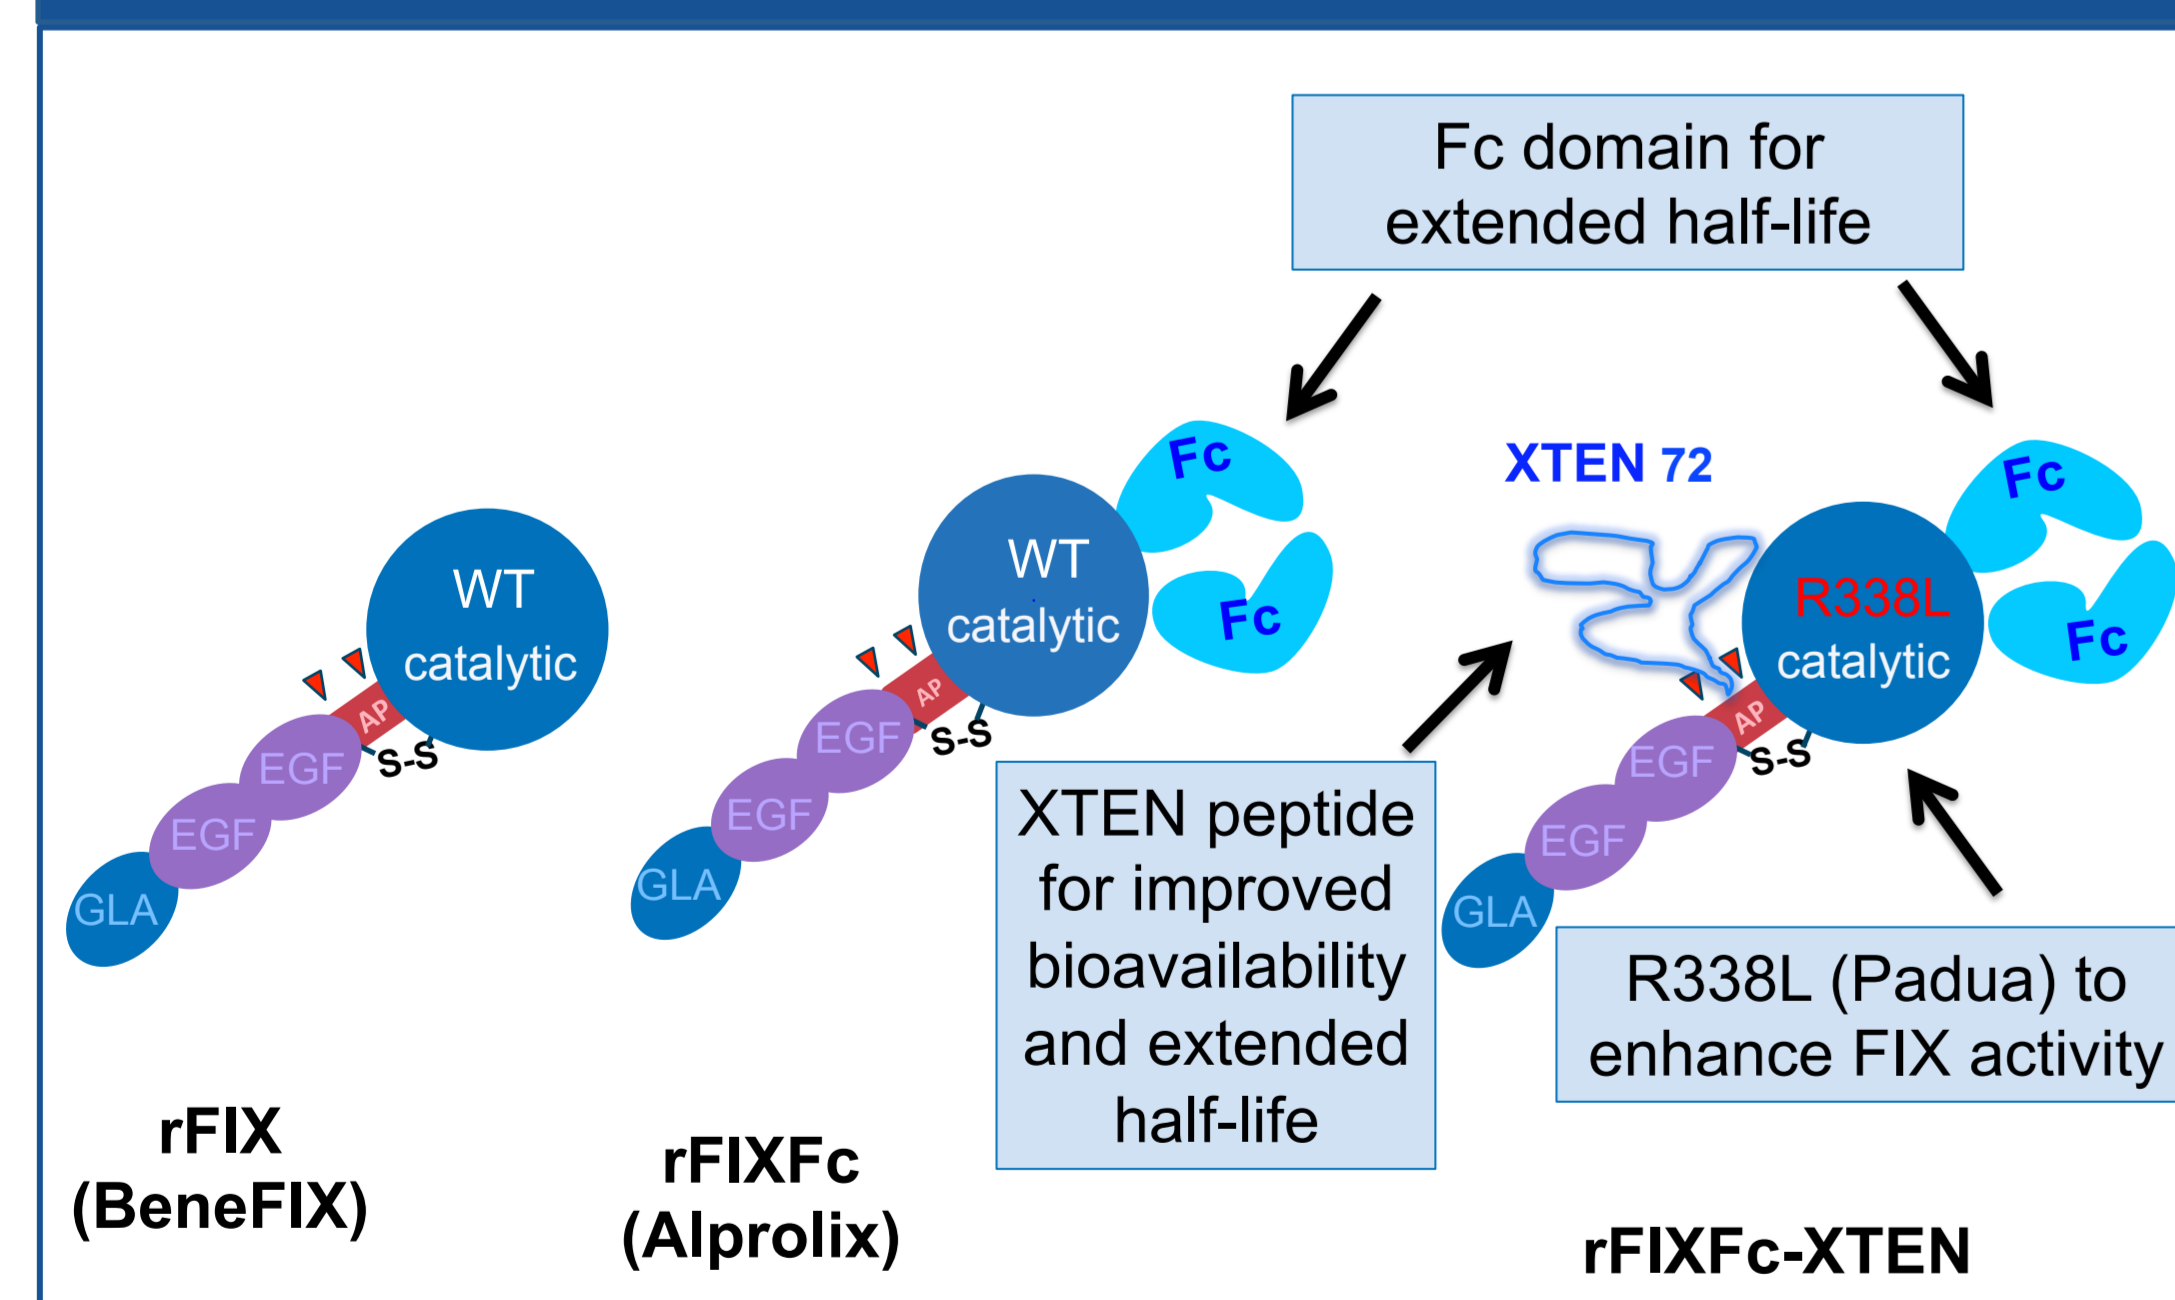 Fc domain for
extended half-life
WT
catalytic
AP
S-S
EGF
EGF
GLA
rFIX
(BeneFIX)
Fc
Fc
WT
catalytic
AP
S-S
EGF
EGF
GLA
rFIXFc
(Alprolix)
XTEN peptide
for improved
bioavailability
and extended
half-life
XTEN 72
Fc
Fc
R338L
catalytic
AP
S-S
EGF
EGF
GLA
R338L (Padua) to
enhance FIX activity
rFIXFc-XTEN